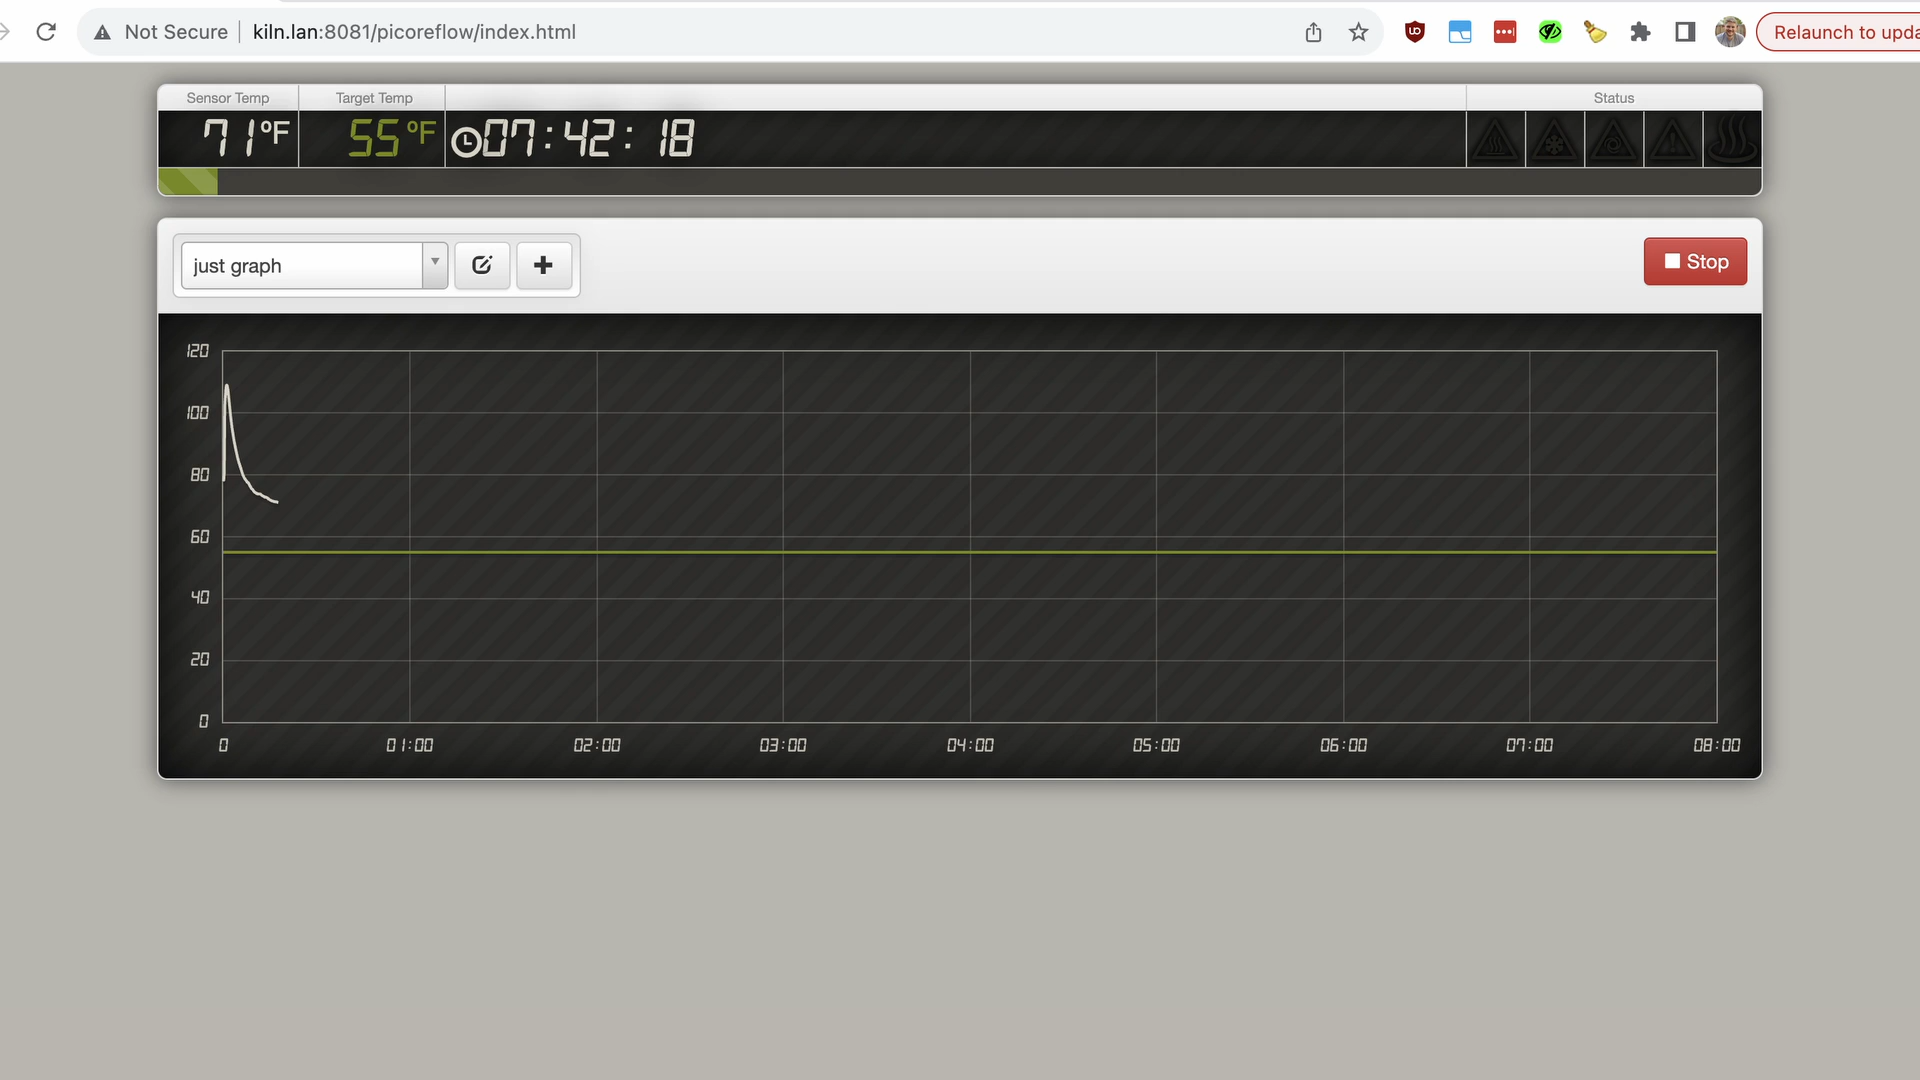 Not Secure kiln.lan:8081/picoreflow/index.html
Relaunch to upda
Sensor Temp Target Temp Status
71°F 55°F 07:42:18
just graph
Stop
120
100
80
60
40
20
0
0 01:00 02:00 03:00 04:00 05:00 06:00 07:00 08:00